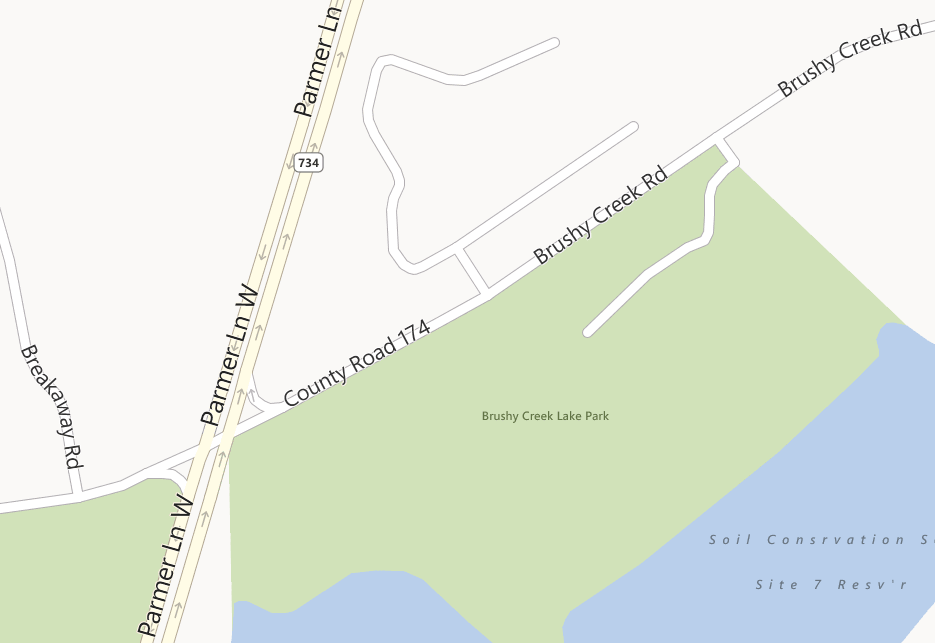 Parmer Ln
Brushy Creek Rd
734
Brushy Creek Rd
Parmer Ln W
County Road 174
Breakaway Rd
Brushy Creek Lake Park
Parmer Ln W
Soil Consrvation S
Site 7 Resv'r